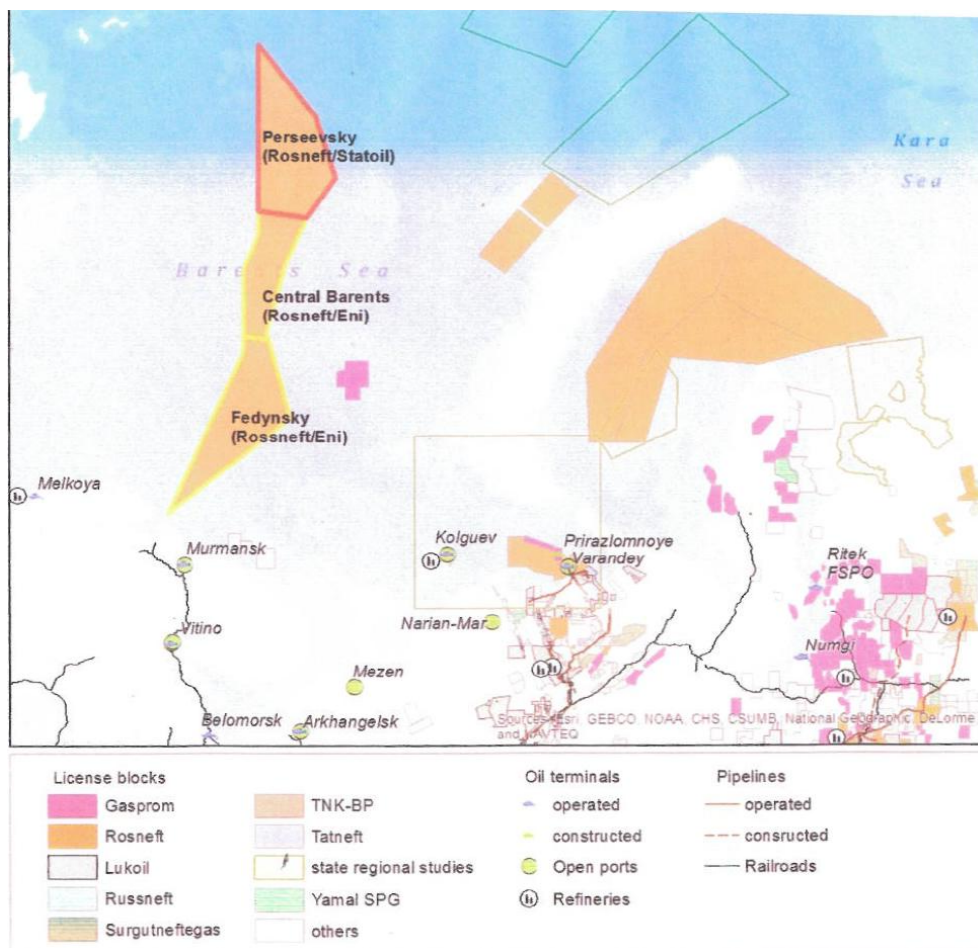 Perseevsky
(Rosneft/Statoil)
Kara
Sea
Barents Sea
Central Barents
(Rosneft/Eni)
Fedynsky
(Rossneft/Eni)
Melkoya
Murmansk
Kolguev
Prirazlomnoye
Varandey
Ritek
FSPO
Vitino
Narian-Mar
Numgi
Mezen
Belomorsk
Arkhangelsk
Sources: Esri, GEBCO, NOAA, CHS, CSUMB, National Geographic, DeLorme,
and NAVTEQ
License blocks
Gasprom
Rosneft
Lukoil
Russneft
Surgutneftegas
TNK-BP
Tatneft
state regional studies
Yamal SPG
others
Oil terminals
operated
constructed
Open ports
Refineries
Pipelines
operated
consructed
Railroads